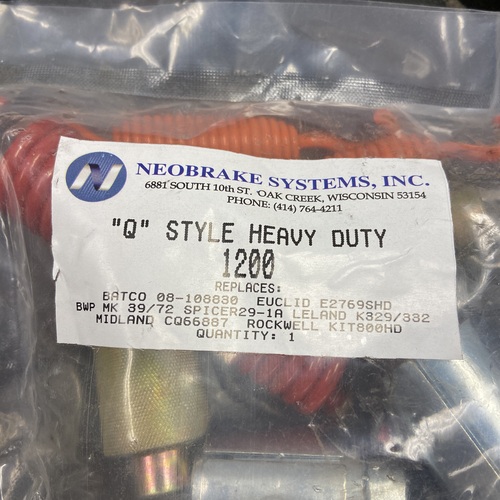 N
NEOBRAKE SYSTEMS, INC.
6881 SOUTH 10th ST. OAK CREEK, WISCONSIN 53154
PHONE: (414) 764-4211
"Q" STYLE HEAVY DUTY
1200
REPLACES:
BATCO 08-108830 EUCLID E2769SHD
BWP MK 39/72 SPICER29-1A LELAND K329/332
MIDLAND CQ66887 ROCKWELL KIT800HD
QUANTITY: 1